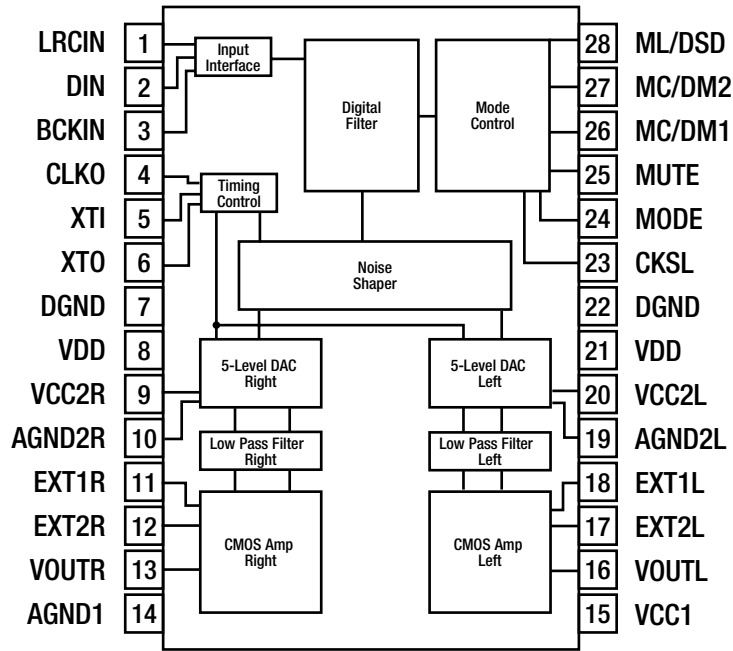 LRCIN 1
DIN 2
BCKIN 3
CLKO 4
XTI 5
XTO 6
DGND 7
VDD 8
VCC2R 9
AGND2R 10
EXT1R 11
EXT2R 12
VOUTR 13
AGND1 14
Input
Interface
Digital
Filter
Mode
Control
Timing
Control
Noise
Shaper
5-Level DAC
Right
5-Level DAC
Left
Low Pass Filter
Right
Low Pass Filter
Left
CMOS Amp
Right
CMOS Amp
Left
28 ML/DSD
27 MC/DM2
26 MC/DM1
25 MUTE
24 MODE
23 CKSL
22 DGND
21 VDD
20 VCC2L
19 AGND2L
18 EXT1L
17 EXT2L
16 VOUTL
15 VCC1